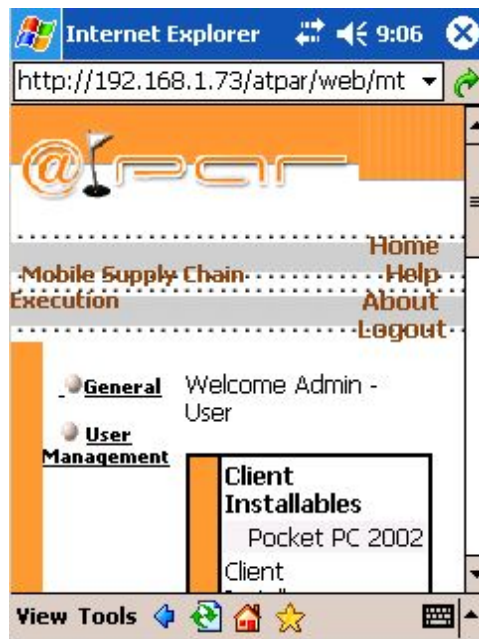 Internet Explorer 9:06
http://192.168.1.73/atpar/web/mt
@par
Home
Mobile Supply Chain Help
Execution About
Logout
General
User Management
Welcome Admin -
User
Client
Installables
Pocket PC 2002
Client
View Tools